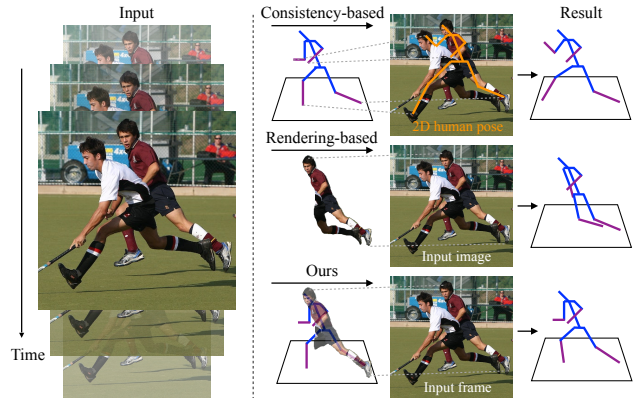 Input
Time
Consistency-based
Result
2D human pose
Rendering-based
Input image
Ours
Input frame